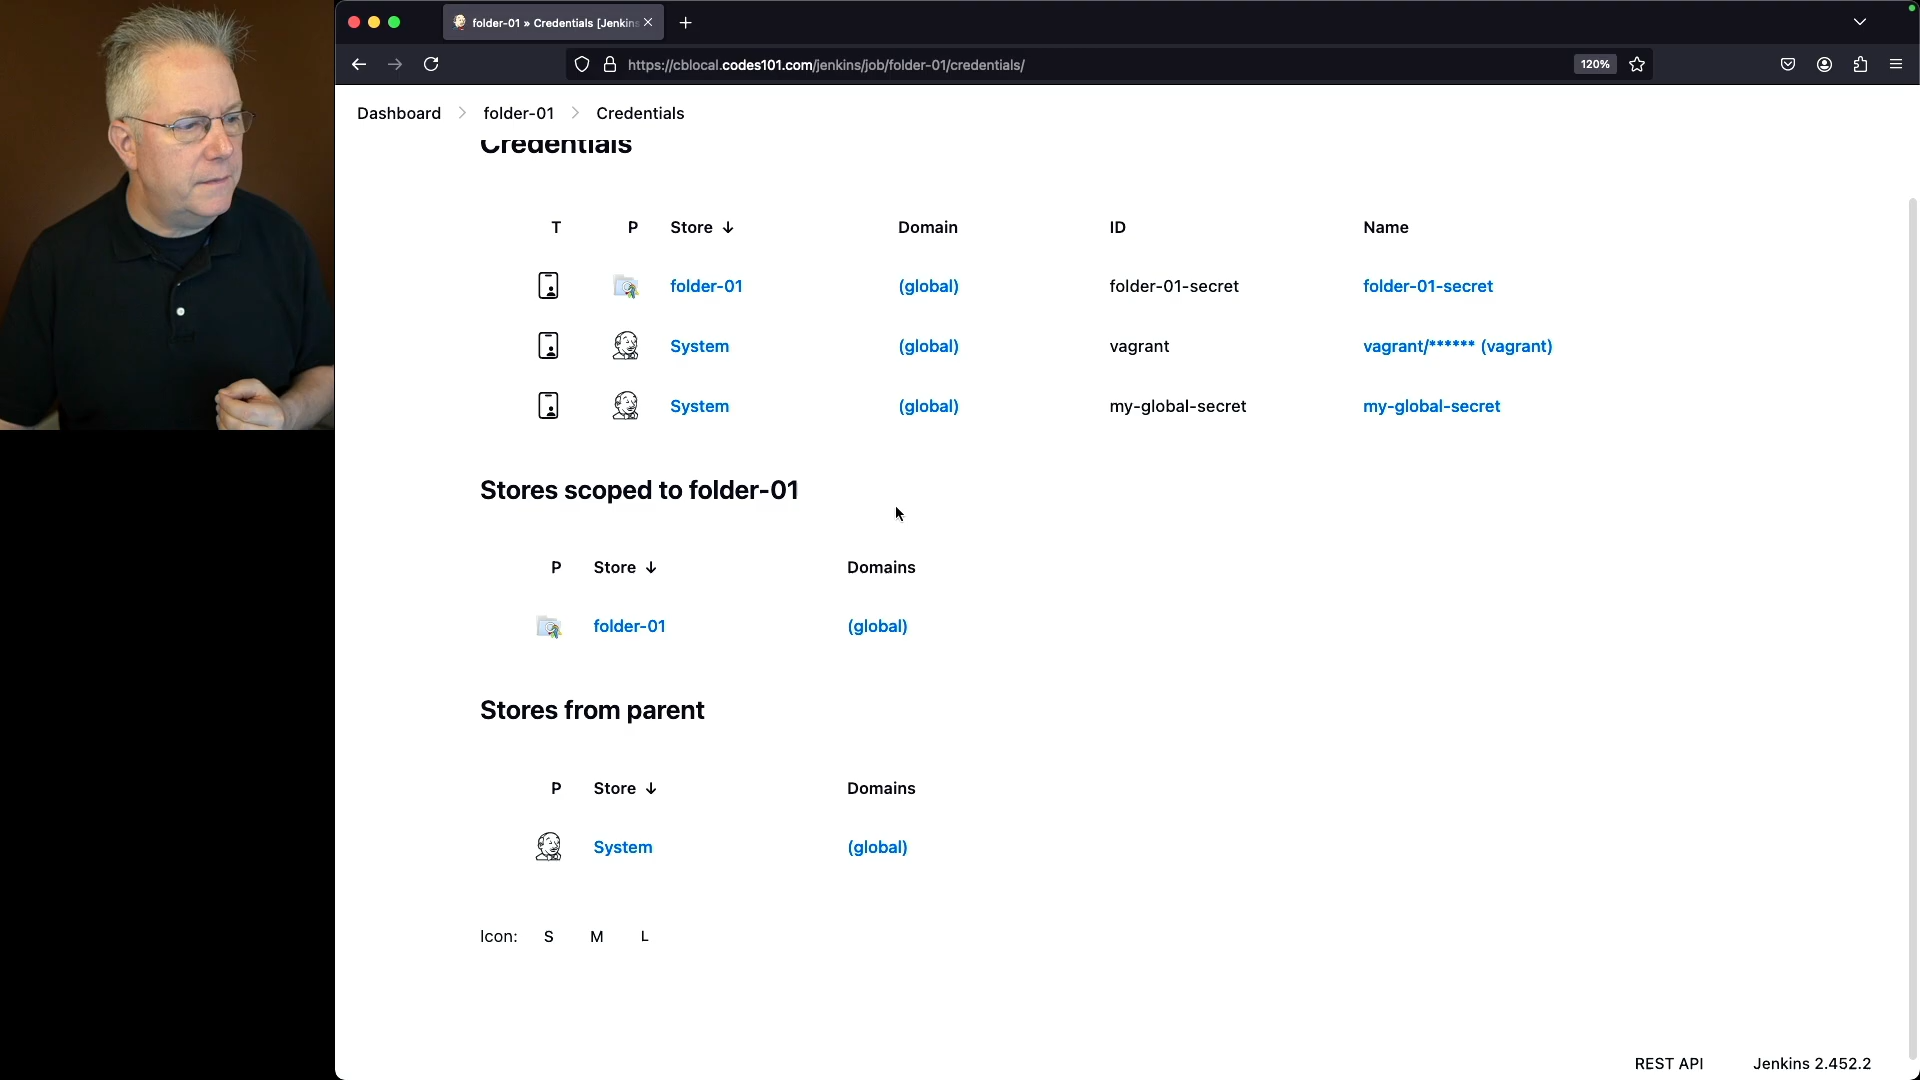 folder-01 » Credentials [Jenkins
https://cblocal.codes101.com/jenkins/job/folder-01/credentials/
120%
Dashboard folder-01 Credentials
Credentials
T P Store ↓ Domain ID Name
folder-01 (global) folder-01-secret folder-01-secret
System (global) vagrant vagrant/****** (vagrant)
System (global) my-global-secret my-global-secret
Stores scoped to folder-01
P Store ↓ Domains
folder-01 (global)
Stores from parent
P Store ↓ Domains
System (global)
Icon: S M L
REST API Jenkins 2.452.2